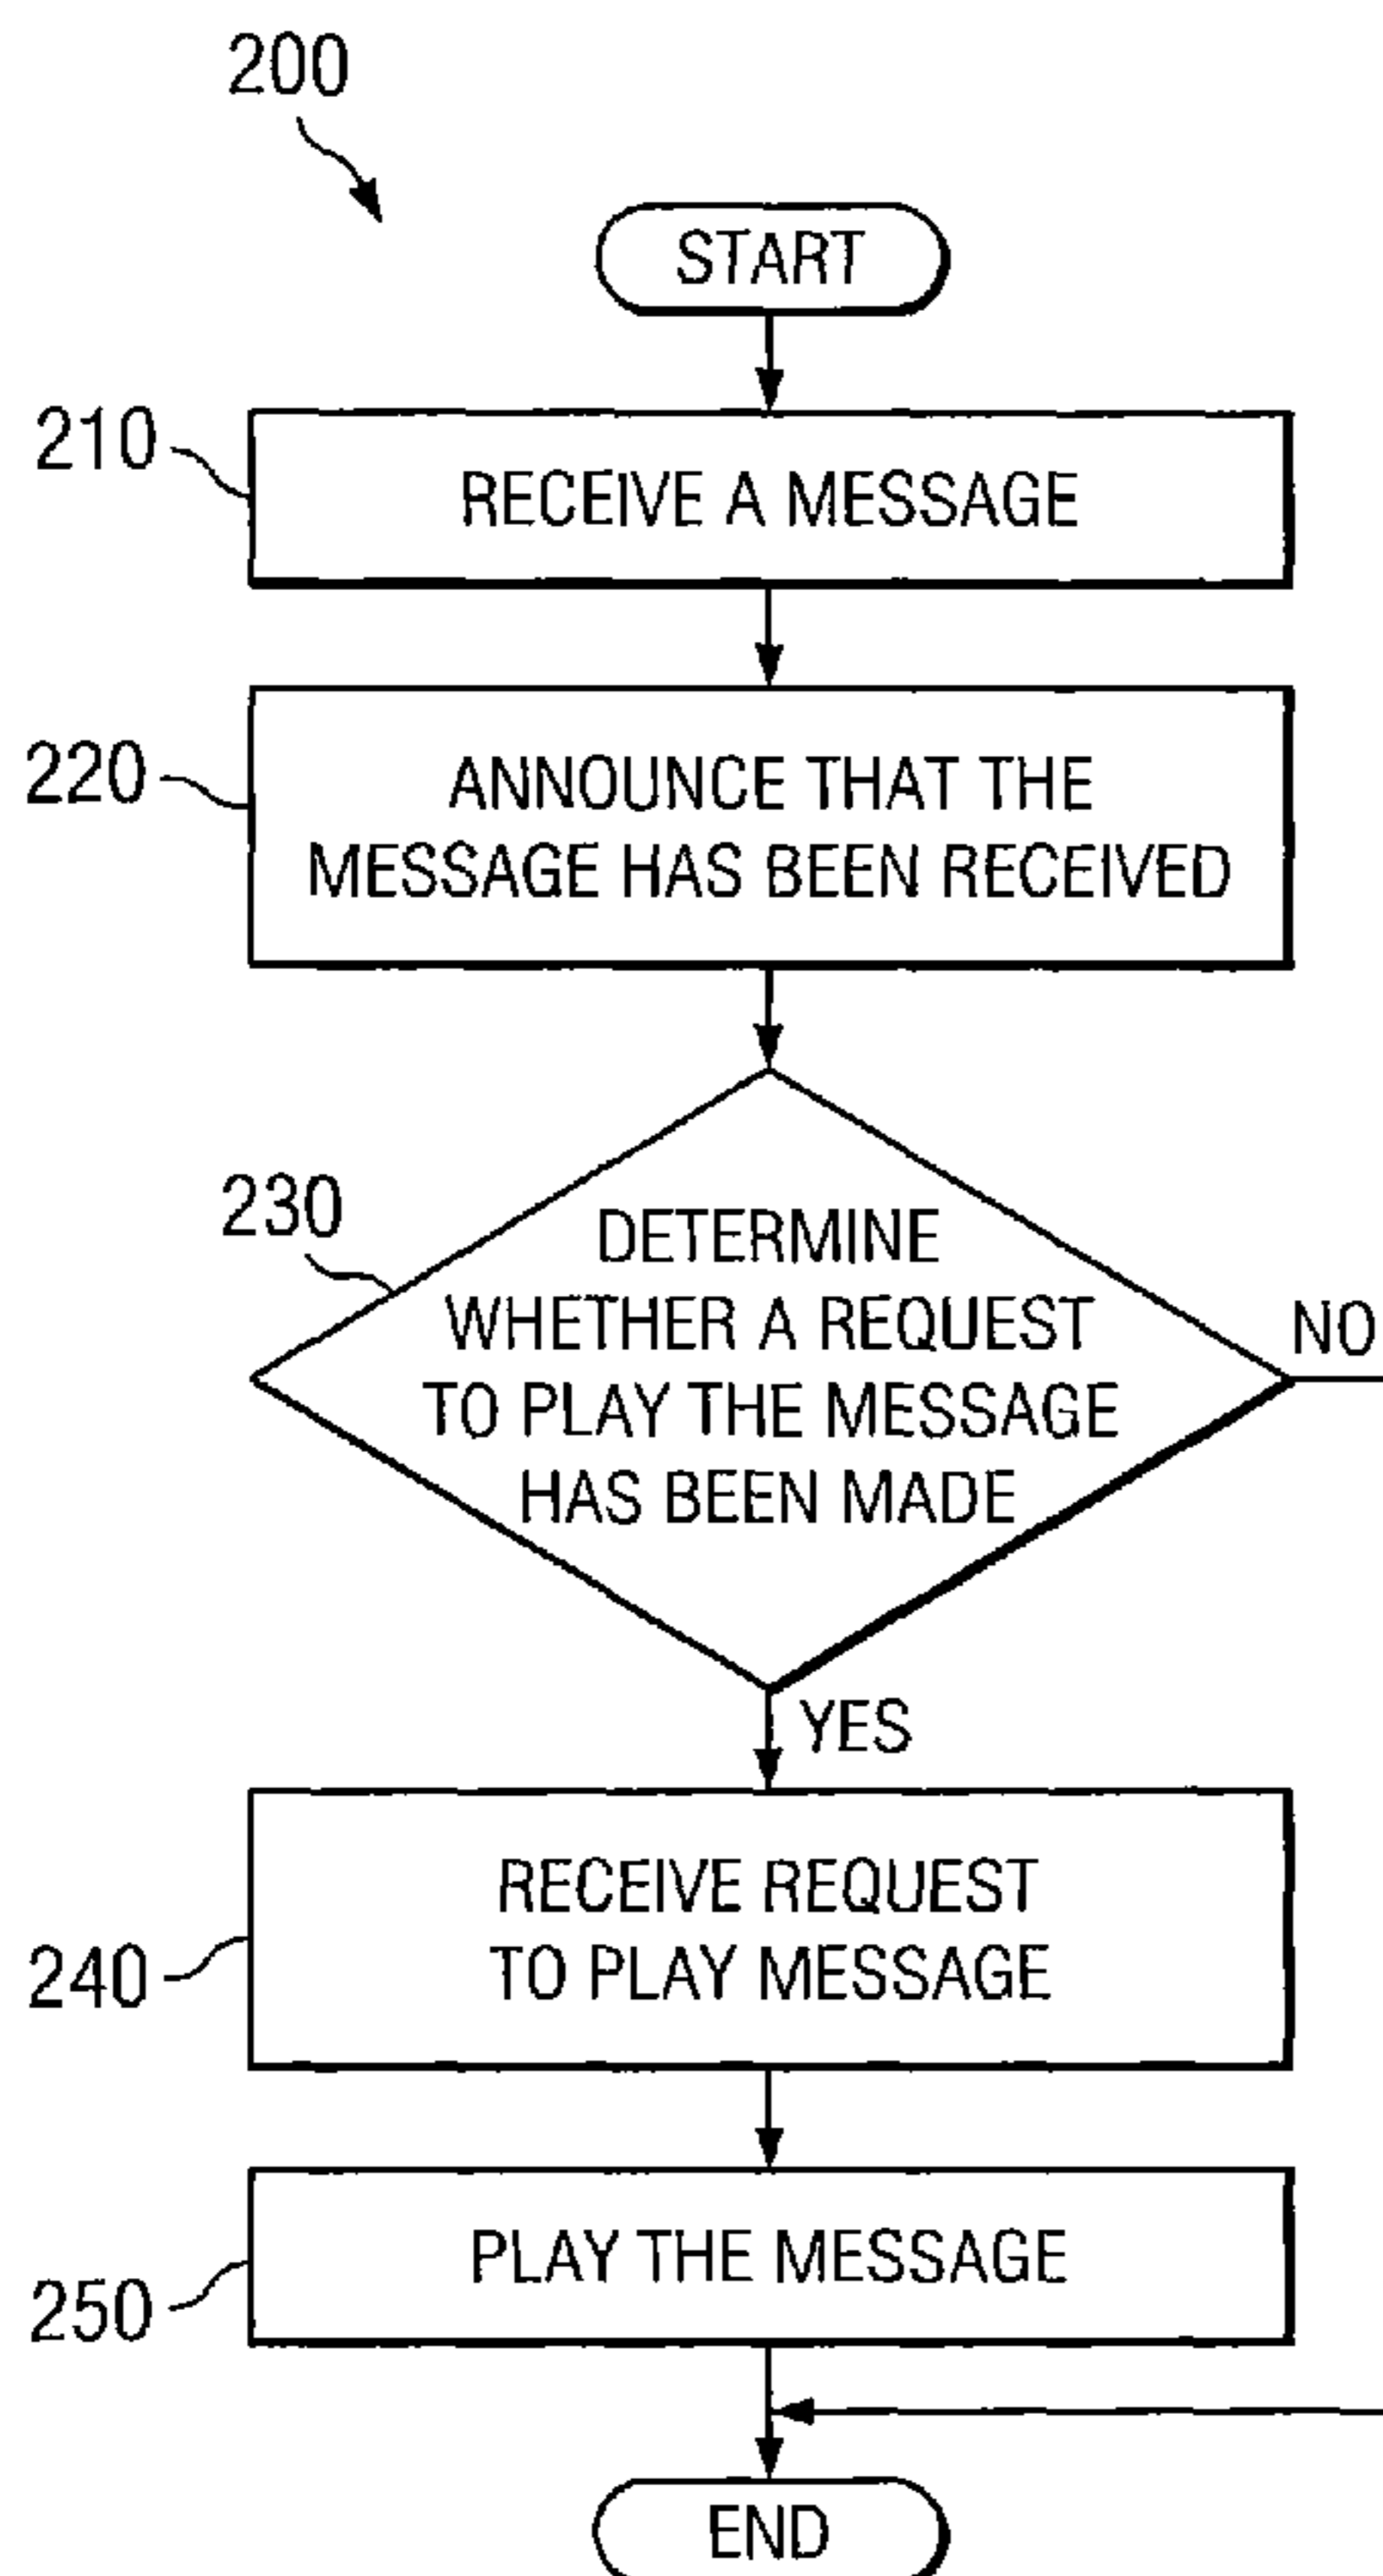 200
START
210
RECEIVE A MESSAGE
220
ANNOUNCE THAT THE
MESSAGE HAS BEEN RECEIVED
230
DETERMINE
WHETHER A REQUEST
TO PLAY THE MESSAGE
HAS BEEN MADE
NO
YES
240
RECEIVE REQUEST
TO PLAY MESSAGE
250
PLAY THE MESSAGE
END